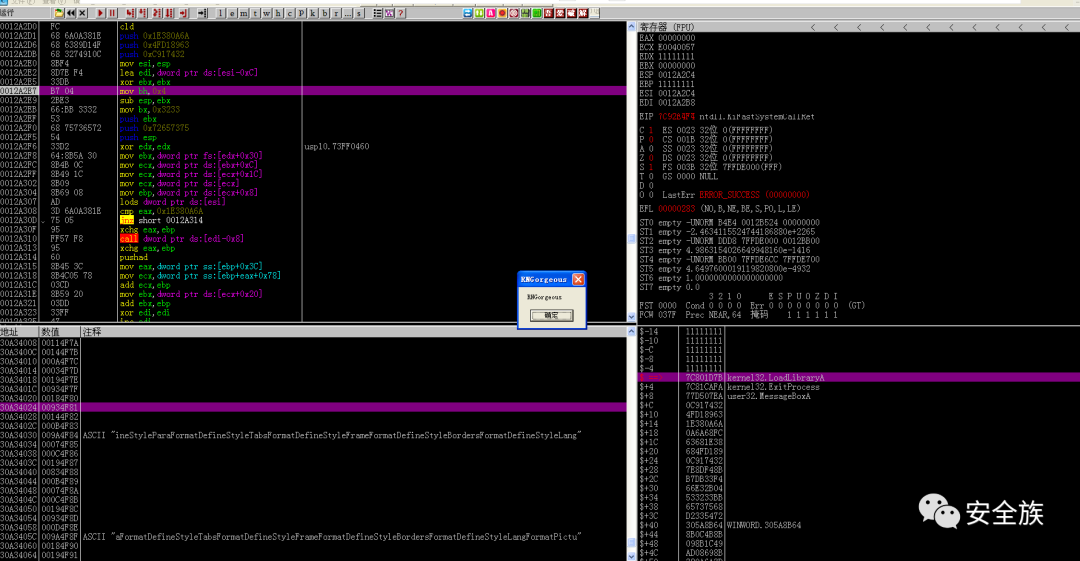 运行
l e m t w h c p k b r ... s
吾 爱 破 解
0012A2D0 FC cld
0012A2D1 68 6A0A381E push 0x1E380A6A
0012A2D6 68 6389D14F push 0x4FD18963
0012A2DB 68 3274910C push 0xC917432
0012A2E0 8BF4 mov esi,esp
0012A2E2 8D7E F4 lea edi,dword ptr ds:[esi-0xC]
0012A2E5 33DB xor ebx,ebx
0012A2E7 B7 04 mov bh,0x4
0012A2E9 2BE3 sub esp,ebx
0012A2EB 66:BB 3332 mov bx,0x3233
0012A2EF 53 push ebx
0012A2F0 68 75736572 push 0x72657375
0012A2F5 54 push esp
0012A2F6 33D2 xor edx,edx usp10.73FF0460
0012A2F8 64:8B5A 30 mov ebx,dword ptr fs:[edx+0x30]
0012A2FC 8B4B 0C mov ecx,dword ptr ds:[ebx+0xC]
0012A2FF 8B49 1C mov ecx,dword ptr ds:[ecx+0x1C]
0012A302 8B09 mov ecx,dword ptr ds:[ecx]
0012A304 8B69 08 mov ebp,dword ptr ds:[ecx+0x8]
0012A307 AD lods dword ptr ds:[esi]
0012A308 3D 6A0A381E cmp eax,0x1E380A6A
0012A30D 75 05 jnz short 0012A314
0012A30F 95 xchg eax,ebp
0012A310 FF57 F8 call dword ptr ds:[edi-0x8]
0012A313 95 xchg eax,ebp
0012A314 60 pushad
0012A315 8B45 3C mov eax,dword ptr ss:[ebp+0x3C]
0012A318 8B4C05 78 mov ecx,dword ptr ss:[ebp+eax+0x78]
0012A31C 03CD add ecx,ebp
0012A31E 8B59 20 mov ebx,dword ptr ds:[ecx+0x20]
0012A321 03DD add ebx,ebp
0012A323 33FF xor edi,edi
寄存器 (FPU)
EAX 00000000
ECX E0040057
EDX 11111111
EBX 00000000
ESP 0012A2C4
EBP 11111111
ESI 0012A2C4
EDI 0012A2B8
EIP 7C92E4F4 ntdll.KiFastSystemCallRet
C 1 ES 0023 32位 0(FFFFFFFF)
P 0 CS 001B 32位 0(FFFFFFFF)
A 0 SS 0023 32位 0(FFFFFFFF)
Z 0 DS 0023 32位 0(FFFFFFFF)
S 1 FS 003B 32位 7FFDE000(FFF)
T 0 GS 0000 NULL
D 0
O 0 LastErr ERROR_SUCCESS (00000000)
EFL 00000283 (NO,B,NE,BE,S,PO,L,LE)
ST0 empty -UNORM B4E4 0012B524 00000000
ST1 empty -2.4634115524744186880e+2265
ST2 empty -UNORM DDD8 7FFDE000 0012BB00
ST3 empty 4.9863154026649948160e-1416
ST4 empty -UNORM BB00 7FFDE6CC 7FFDE700
ST5 empty 4.6497600019119820800e-4932
ST6 empty 1.0000000000000000000
ST7 empty 0.0
3 2 1 0 E S P U O Z D I
FST 0000 Cond 0 0 0 0 Err 0 0 0 0 0 0 0 0 (GT)
FCW 037F Prec NEAR,64 掩码 1 1 1 1 1 1
RNGorgeous
RNGorgeous
确定
地址 数值 注释
30A34008 00114F7A
30A3400C 00144F7B
30A34010 000A4F7C
30A34014 00034F7D
30A34018 00194F7E
30A3401C 00934F7F
30A34020 00184F80
30A34024 00934F81
30A34028 00144F82
30A3402C 000B4F83
30A34030 009A4F84 ASCII "ineStyleParaFormatDefineStyleTabsFormatDefineStyleFrameFormatDefineStyleBordersFormatDefineStyleLang"
30A34034 00074F85
30A34038 000C4F86
30A3403C 00194F87
30A34040 00834F88
30A34044 000B4F89
30A34048 00074F8A
30A3404C 000C4F8B
30A34050 00194F8C
30A34054 00934F8D
30A34058 000D4F8E
30A3405C 009A4F8F ASCII "aFormatDefineStyleTabsFormatDefineStyleFrameFormatDefineStyleBordersFormatDefineStyleLangFormatPictu"
30A34060 00184F90
30A34064 00194F91
$-14 11111111
$-10 11111111
$-C 11111111
$-8 11111111
$-4 11111111
7C801D7B kernel32.LoadLibraryA
$+4 7C81CAFA kernel32.ExitProcess
$+8 77D507EA user32.MessageBoxA
$+C 0C917432
$+10 4FD18963
$+14 1E380A6A
$+18 0A6A68FC
$+1C 63681E38
$+20 684FD189
$+24 0C917432
$+28 7E8DF48B
$+2C B7DB33F4
$+30 66E32B04
$+34 533233BB
$+38 65737568
$+3C D2335472
$+40 305A8B64 WINWORD.305A8B64
$+44 8B0C4B8B
$+48 098B1C49
$+4C AD08698B
安全族